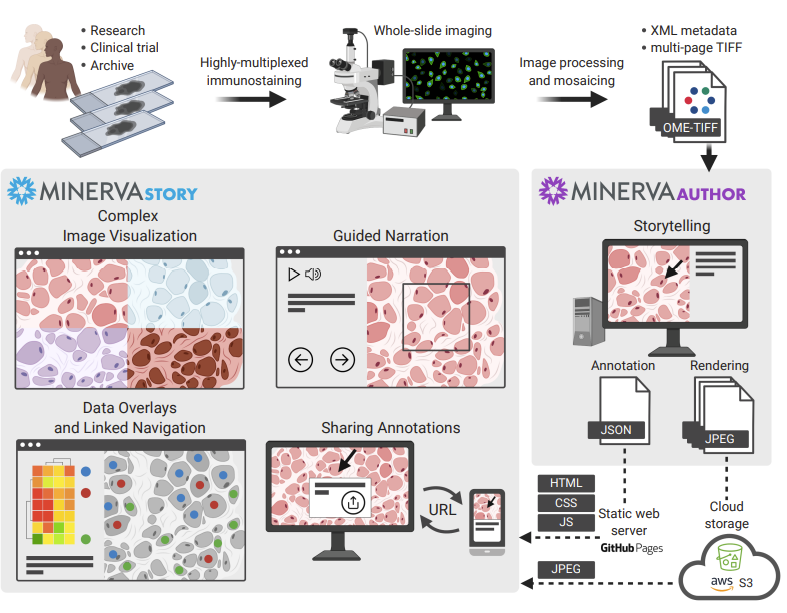 • Research
• Clinical trial
• Archive
Highly-multiplexed
immunostaining
Whole-slide imaging
Image processing
and mosaicing
• XML metadata
• multi-page TIFF
OME-TIFF
MINERVA STORY
Complex
Image Visualization
Guided Narration
Data Overlays
and Linked Navigation
Sharing Annotations
URL
MINERVA AUTHOR
Storytelling
Annotation
Rendering
JSON
JPEG
HTML
CSS
JS
Static web
server
GitHub Pages
Cloud
storage
JPEG
aws S3